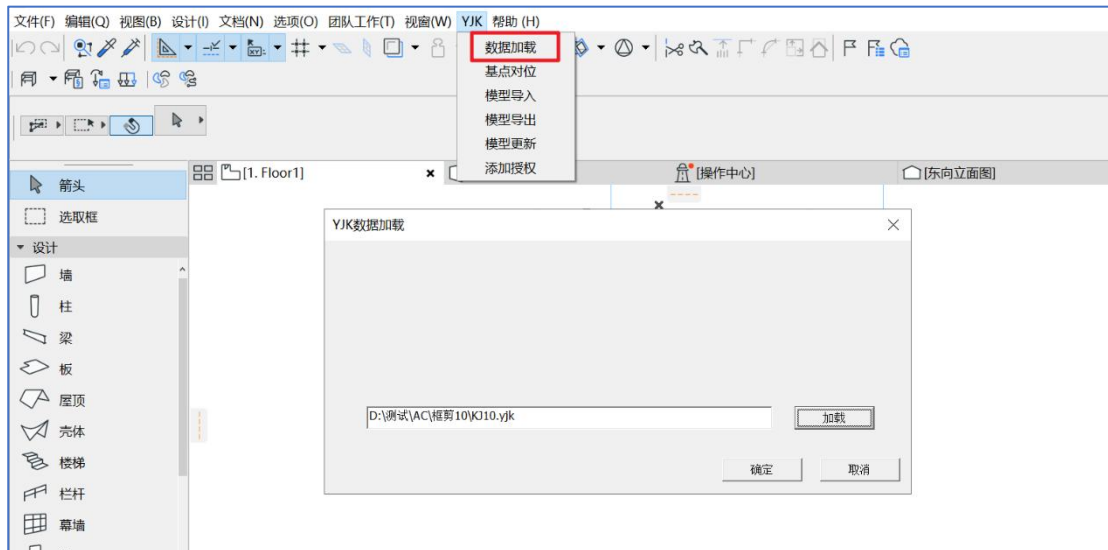 文件(F) 编辑(Q) 视图(B) 设计(I) 文档(N) 选项(O) 团队工作(T) 视窗(W) YJK 帮助 (H)
数据加载
基点对位
模型导入
模型导出
模型更新
添加授权
[1. Floor1]
[操作中心]
[东向立面图]
箭头
选取框
设计
墙
柱
梁
板
屋顶
壳体
楼梯
栏杆
幕墙
YJK数据加载
D:\测试\AC\框剪10\KJ10.yjk
加载
确定 取消